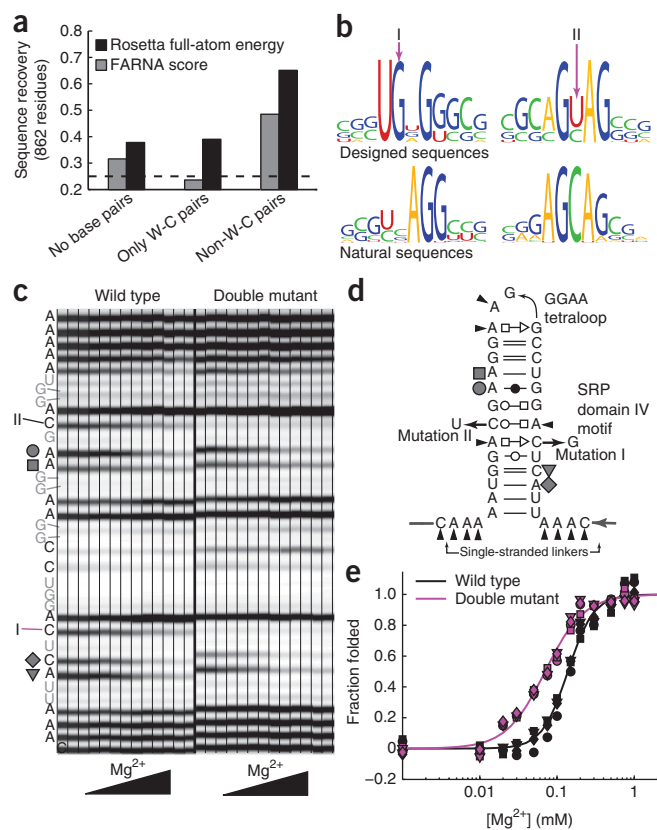 a
Rosetta full-atom energy
FARNA score
Sequence recovery
(862 residues)
0.8
0.7
0.6
0.5
0.4
0.3
0.2
No base pairs
Only W-C pairs
Non-W-C pairs
b
I
II
Designed sequences
Natural sequences
c
Wild type
Double mutant
A
A
A
A
A
U
G
G
A
II
C
G
A
A
G
G
A
A
G
G
C
C
U
G
G
A
I
C
U
C
A
U
U
A
A
A
A
C
Mg2+
Mg2+
d
G
A
GGAA
tetraloop
A G
G C
G C
A U
A G
G G
U C A
SRP
domain IV
motif
Mutation II
A C G
Mutation I
G U
G C
A A
A U
U U
A A
C A A A
A A A C
Single-stranded linkers
e
Wild type
Double mutant
Fraction folded
1.0
0.8
0.6
0.4
0.2
0
−0.2
0.01
0.1
1
[Mg2+] (mM)